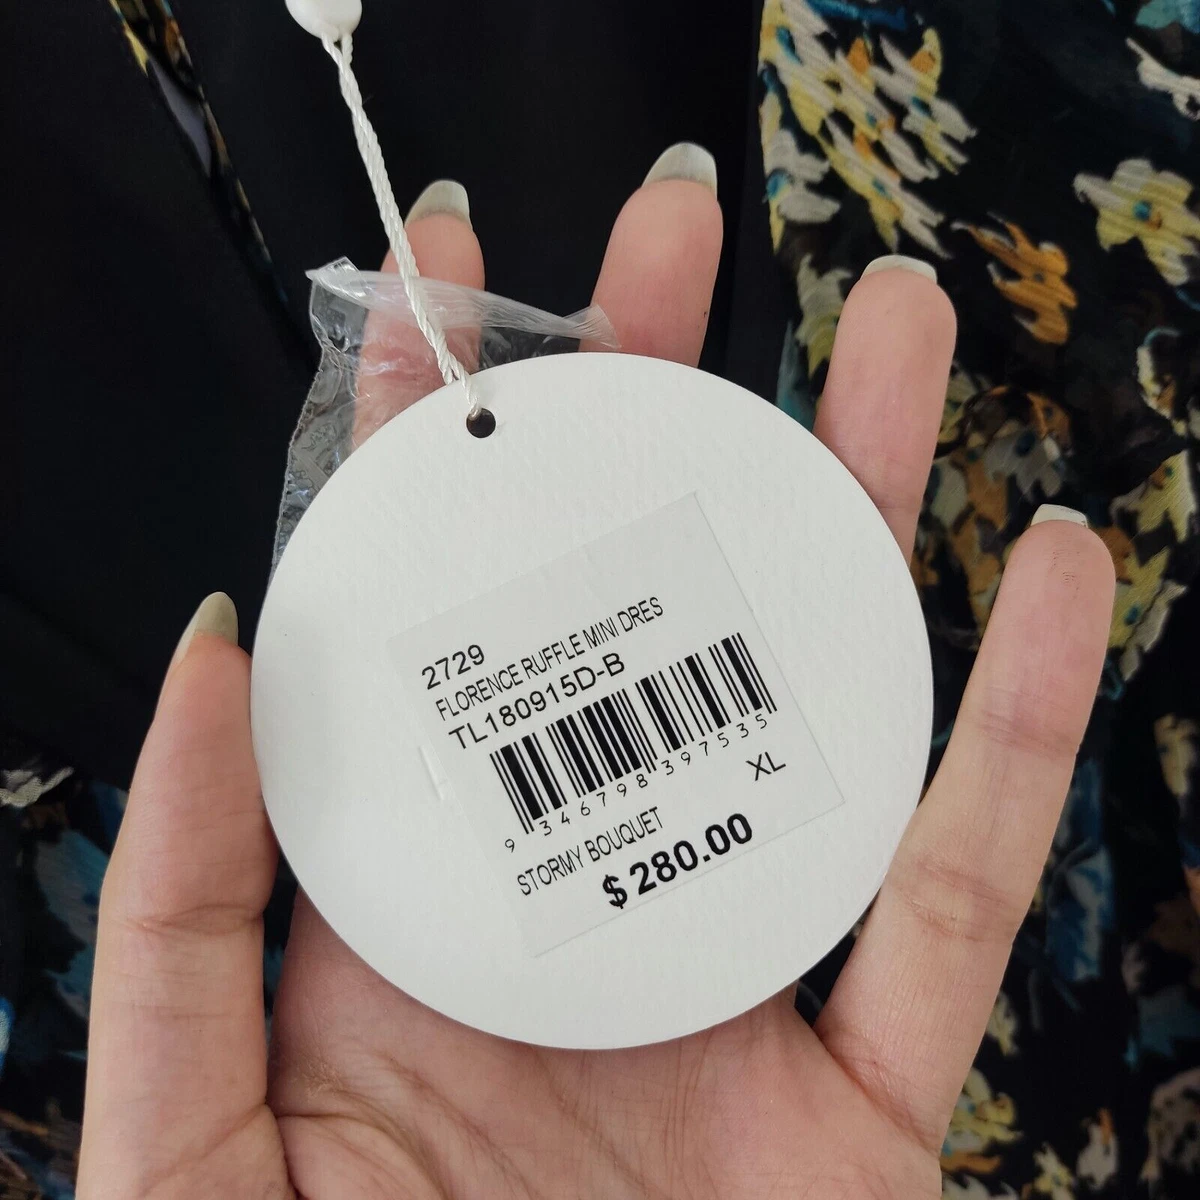 2729
FLORENCE RUFFLE MINI DRES
TL180915D-B
9 346798 397535
XL
STORMY BOUQUET
$280.00